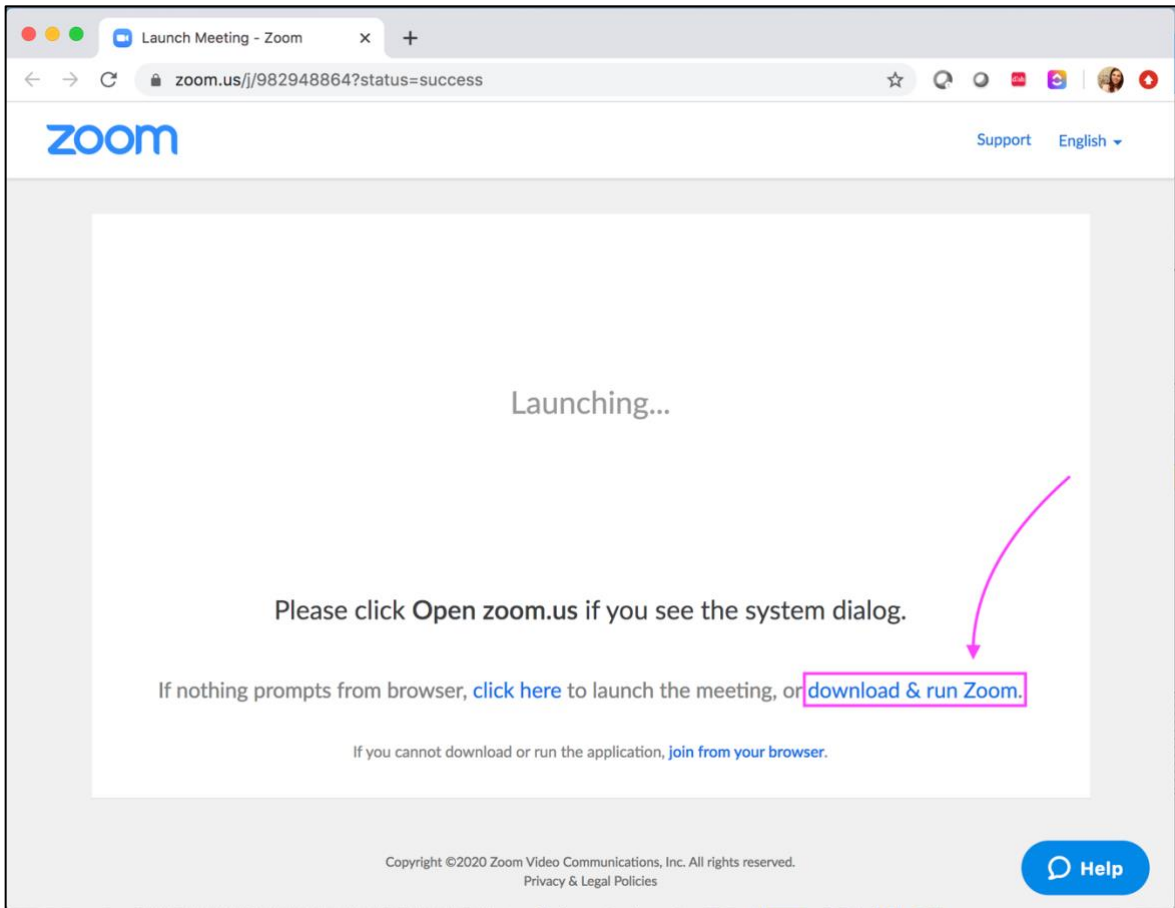 Launch Meeting - Zoom
zoom.us/j/982948864?status=success
zoom
Support English
Launching...
Please click Open zoom.us if you see the system dialog.
If nothing prompts from browser, click here to launch the meeting, or download & run Zoom.
If you cannot download or run the application, join from your browser.
Copyright ©2020 Zoom Video Communications, Inc. All rights reserved.
Privacy & Legal Policies
Help